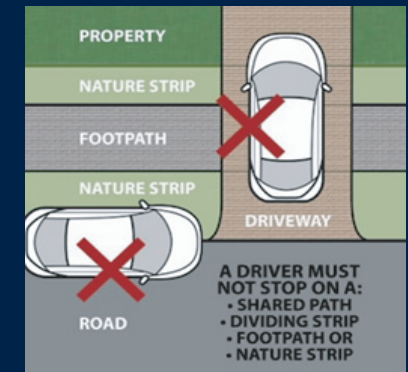 PROPERTY
NATURE STRIP
FOOTPATH
NATURE STRIP
DRIVEWAY
ROAD
A DRIVER MUST
NOT STOP ON A:
• SHARED PATH
• DIVIDING STRIP
• FOOTPATH OR
• NATURE STRIP